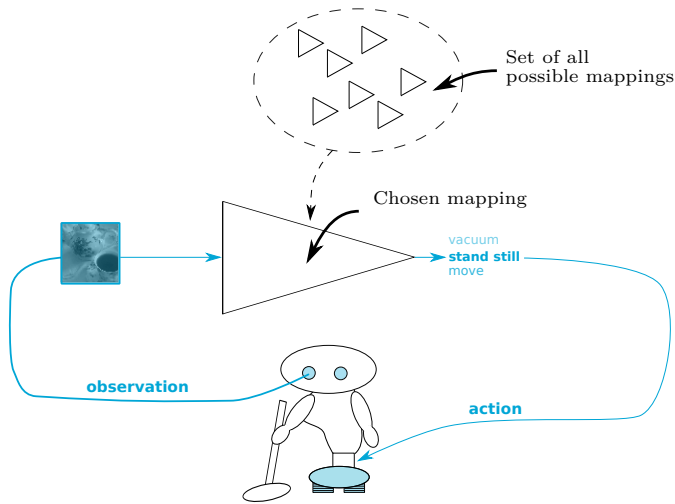 Set of all
possible mappings
Chosen mapping
vacuum
stand still
move
observation
action